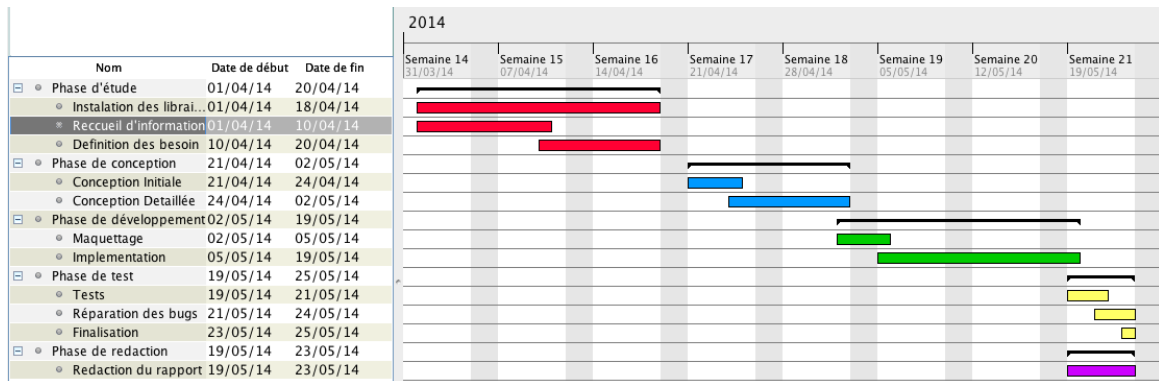 2014
Semaine 14 Semaine 15 Semaine 16 Semaine 17 Semaine 18 Semaine 19 Semaine 20 Semaine 21
31/03/14 07/04/14 14/04/14 21/04/14 28/04/14 05/05/14 12/05/14 19/05/14
Nom Date de début Date de fin
Phase d'étude 01/04/14 20/04/14
Instalation des librai...01/04/14 18/04/14
Reccueil d'information 01/04/14 10/04/14
Definition des besoin 10/04/14 20/04/14
Phase de conception 21/04/14 02/05/14
Conception Initiale 21/04/14 24/04/14
Conception Detaillée 24/04/14 02/05/14
Phase de développement 02/05/14 19/05/14
Maquettage 02/05/14 05/05/14
Implementation 05/05/14 19/05/14
Phase de test 19/05/14 25/05/14
Tests 19/05/14 21/05/14
Réparation des bugs 21/05/14 24/05/14
Finalisation 23/05/14 25/05/14
Phase de redaction 19/05/14 23/05/14
Redaction du rapport 19/05/14 23/05/14